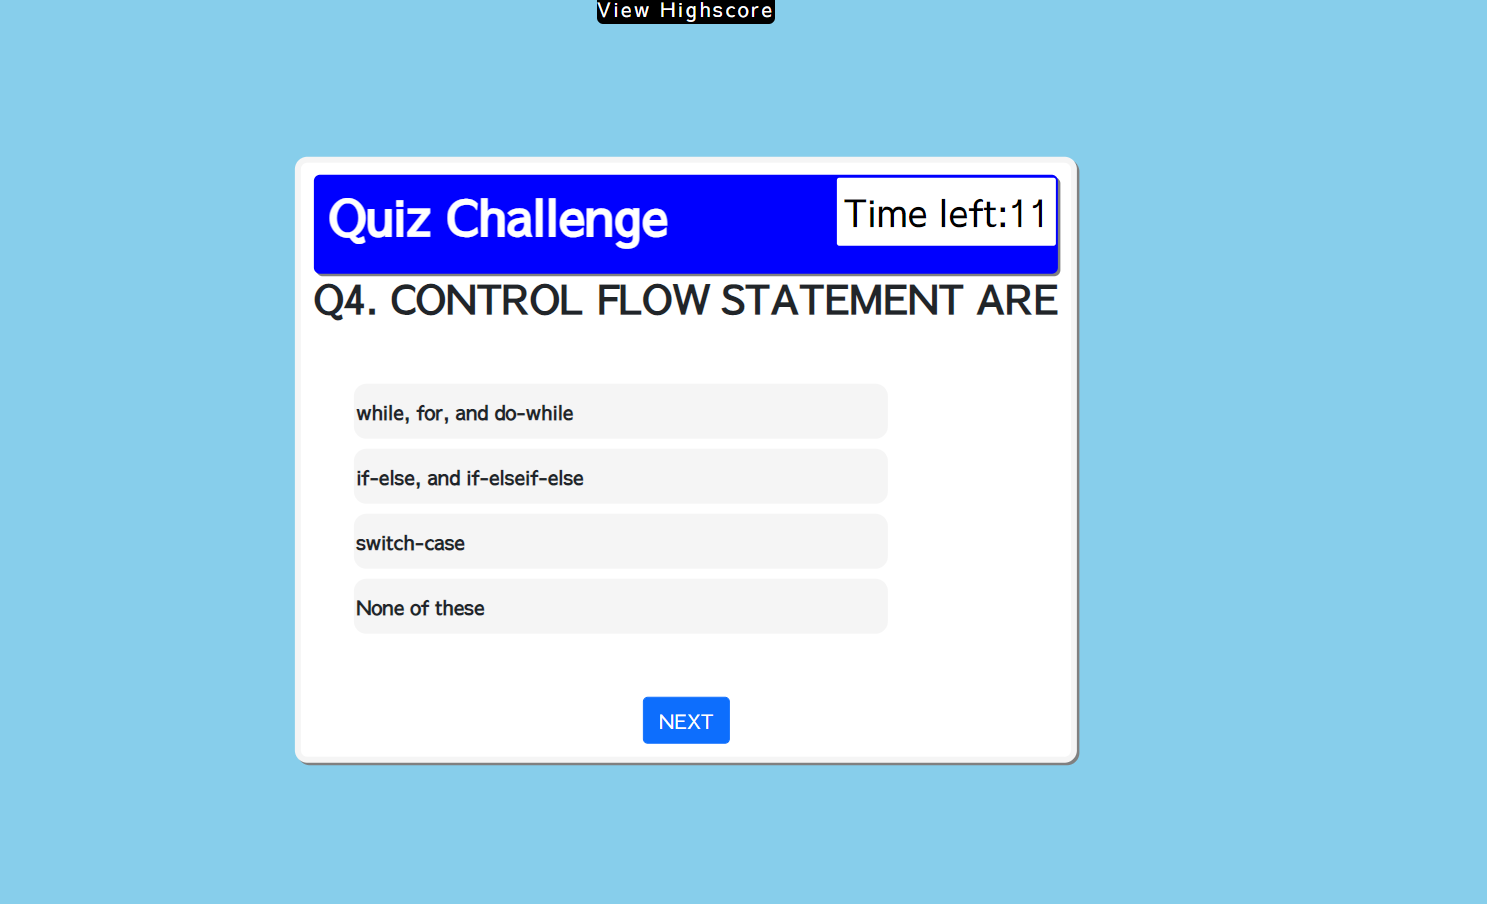 View Highscore
Quiz Challenge
Time left:11
Q4. CONTROL FLOW STATEMENT ARE
while, for, and do-while
if-else, and if-elseif-else
switch-case
None of these
NEXT